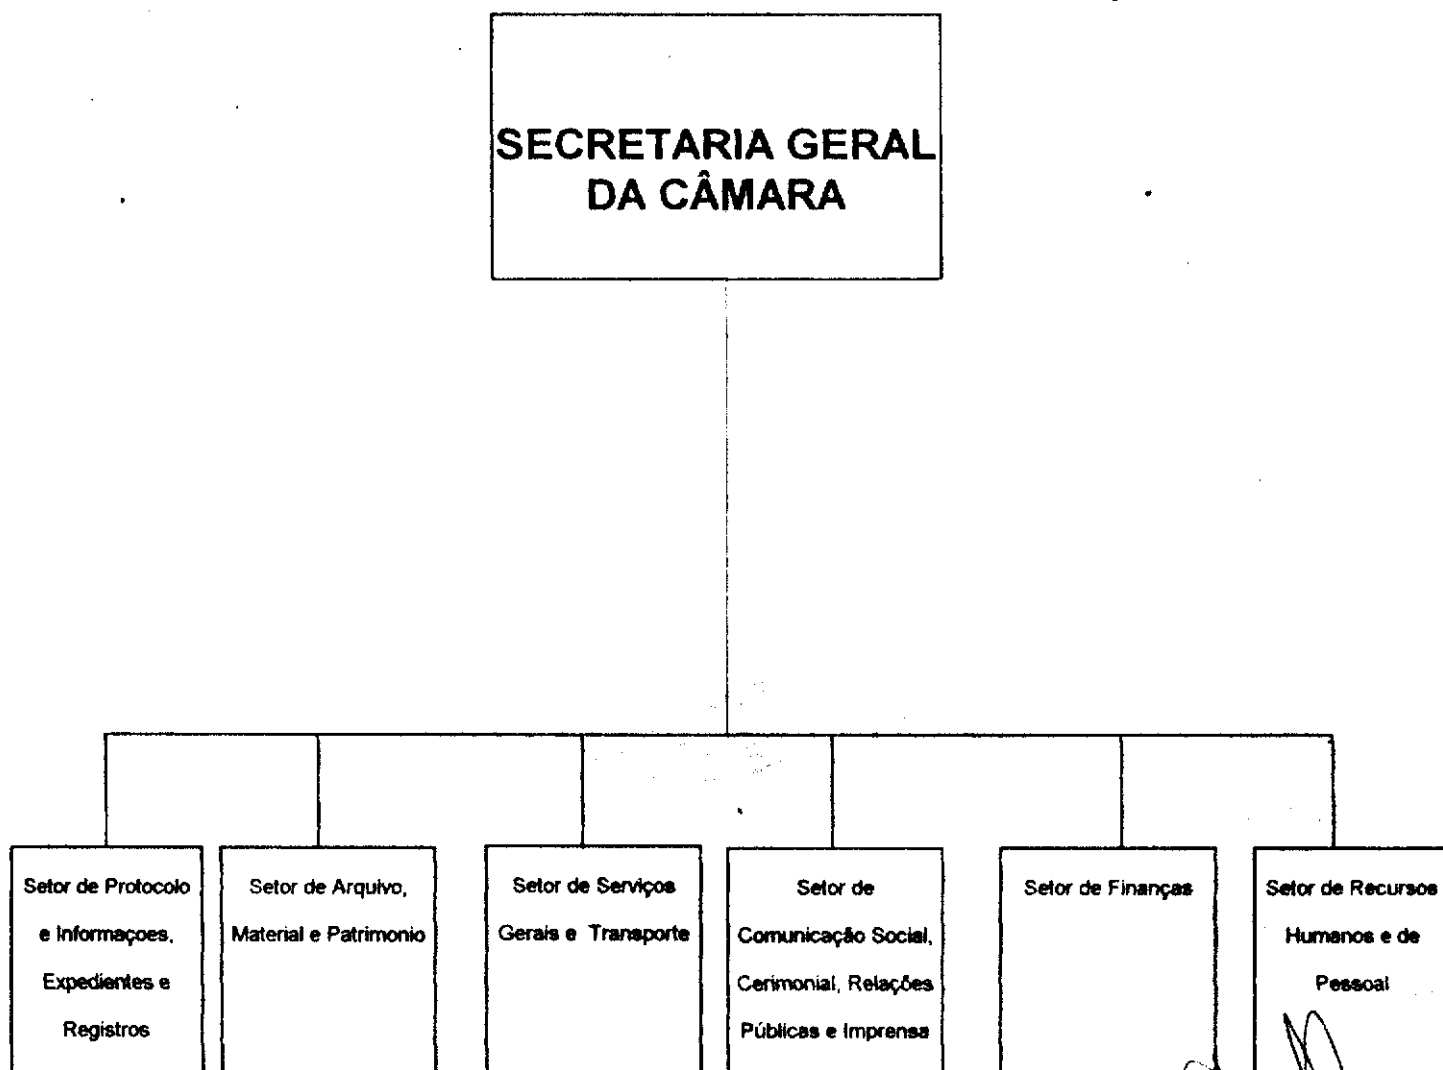 SECRETARIA GERAL
DA CÂMARA
Setor de Protocolo
e Informaçoes,
Expedientes e
Registros
Setor de Arquivo,
Material e Patrimonio
Setor de Serviços
Gerais e Transporte
Setor de
Comunicação Social,
Cerimonial, Relações
Públicas e Imprensa
Setor de Finanças
Setor de Recursos
Humanos e de
Pessoal